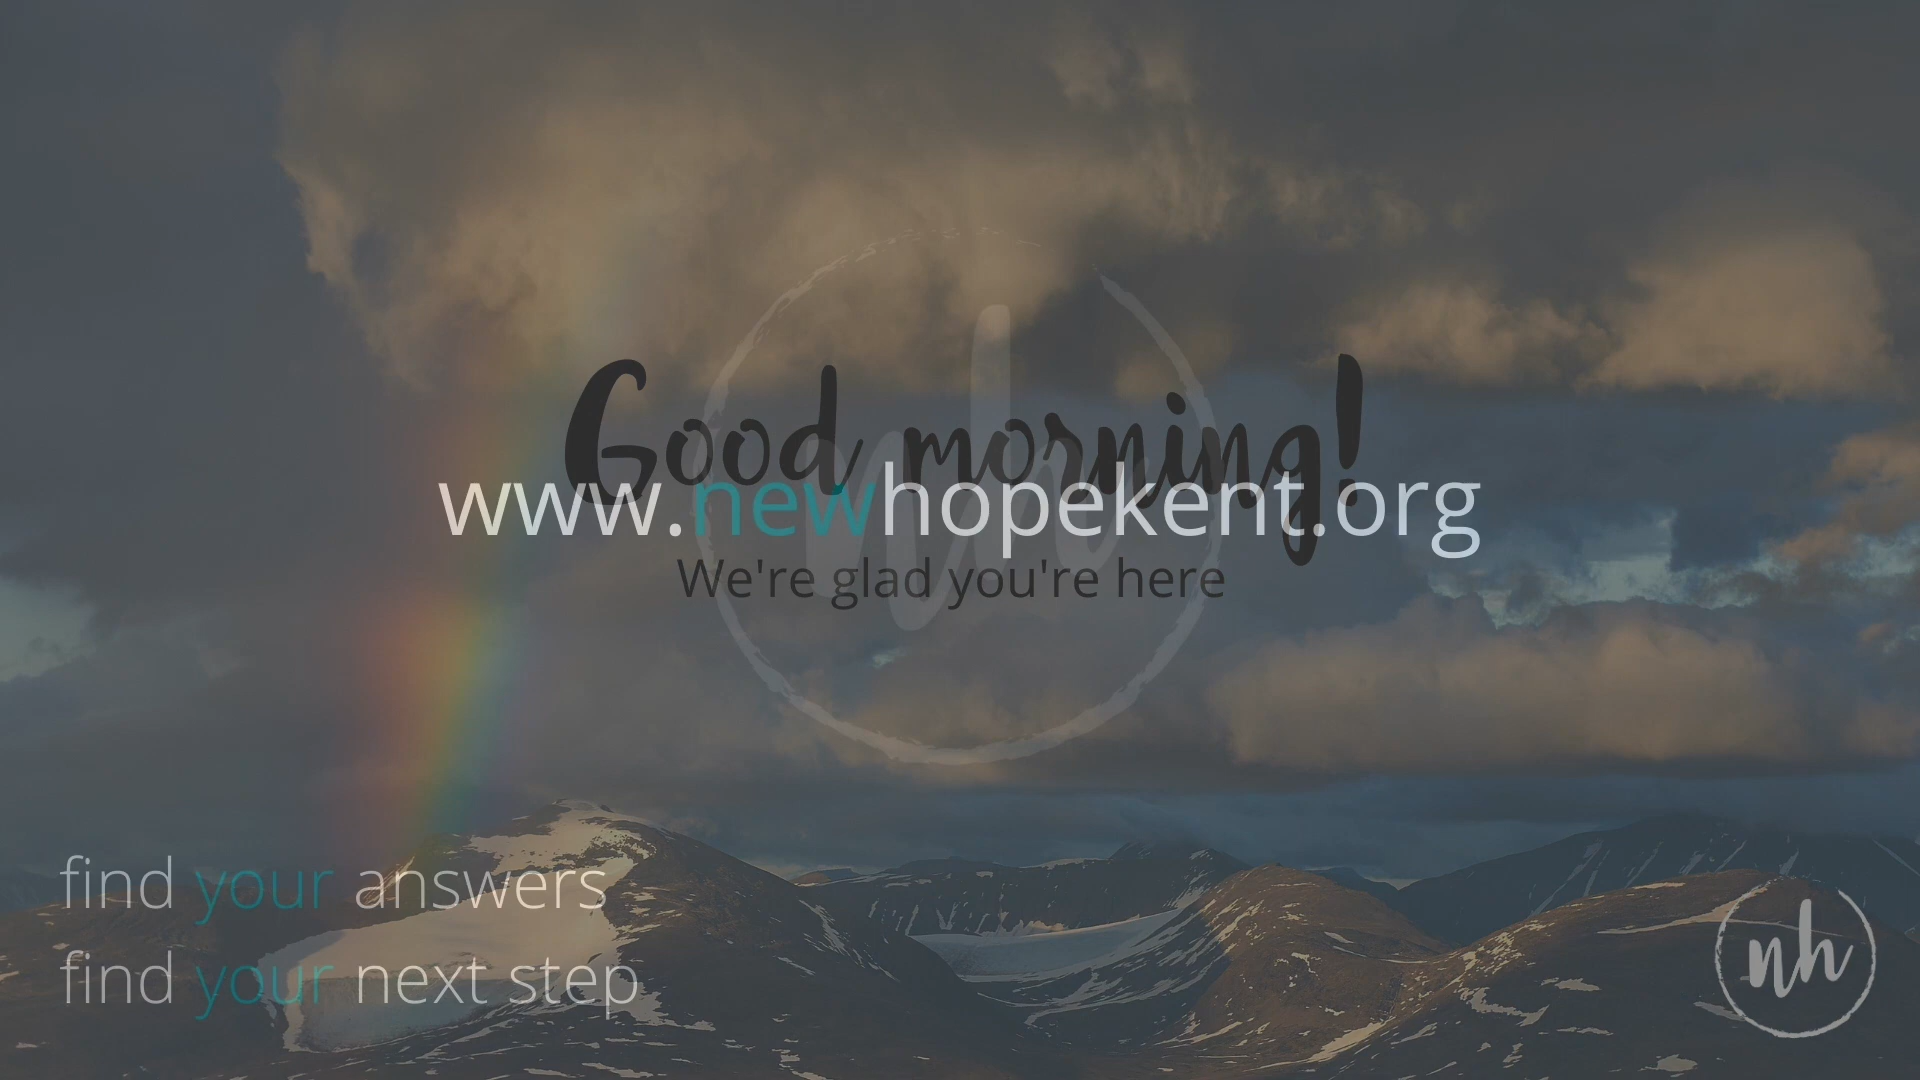 Good morning!
www.newhopekent.org
We're glad you're here
nh
find your answers
find your next step
nh